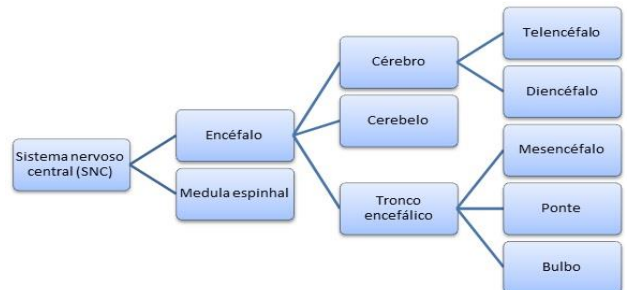 Sistema nervoso
central (SNC)
Encéfalo
Medula espinhal
Cérebro
Cerebelo
Tronco
encefálico
Telencéfalo
Diencéfalo
Mesencéfalo
Ponte
Bulbo